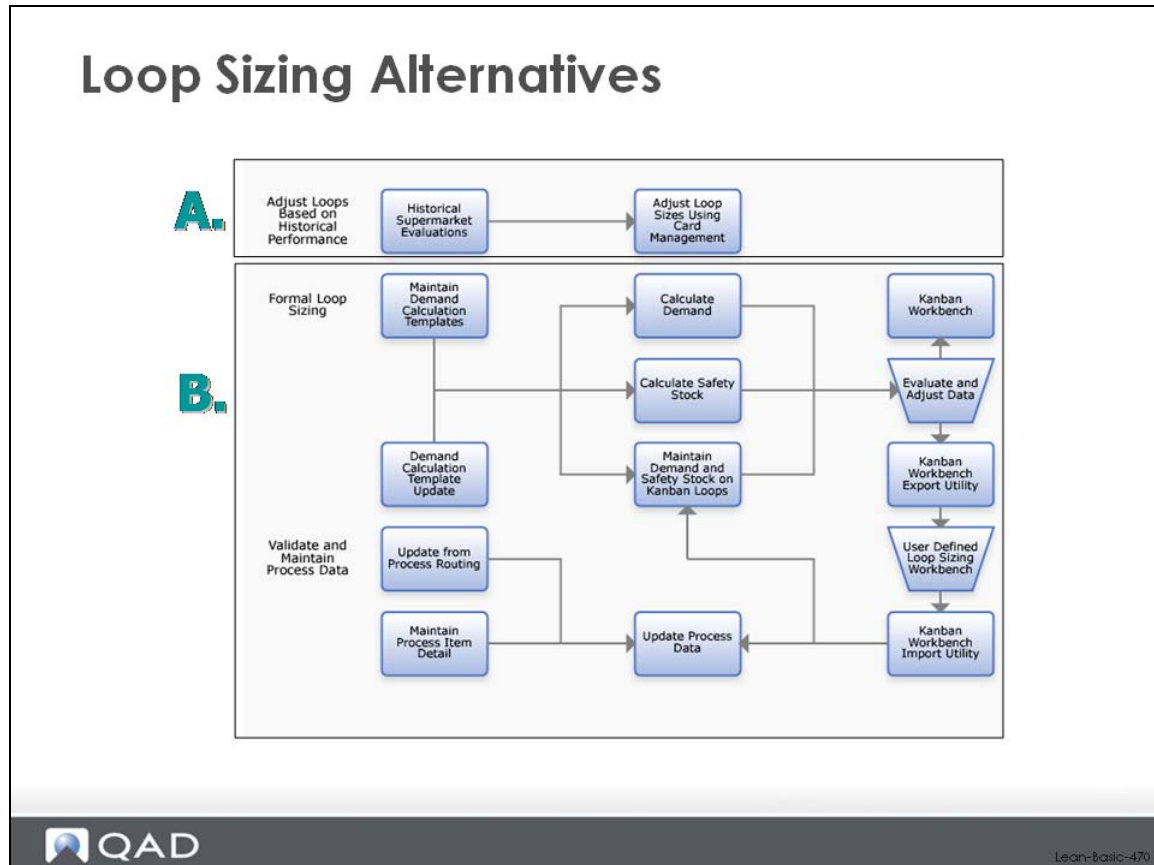 Loop Sizing Alternatives
A.
Adjust Loops
Based on
Historical
Performance
Historical
Supermarket
Evaluations
Adjust Loop
Sizes Using
Card
Management
B.
Formal Loop
Sizing
Maintain
Demand
Calculation
Templates
Calculate
Demand
Kanban
Workbench
Calculate Safety
Stock
Evaluate and
Adjust Data
Demand
Calculation
Template
Update
Maintain
Demand and
Safety Stock on
Kanban Loops
Kanban
Workbench
Export Utility
Validate and
Maintain
Process Data
Update from
Process Routing
User Defined
Loop Sizing
Workbench
Maintain
Process Item
Detail
Update Process
Data
Kanban
Workbench
Import Utility
QAD
Lean-Basic-470